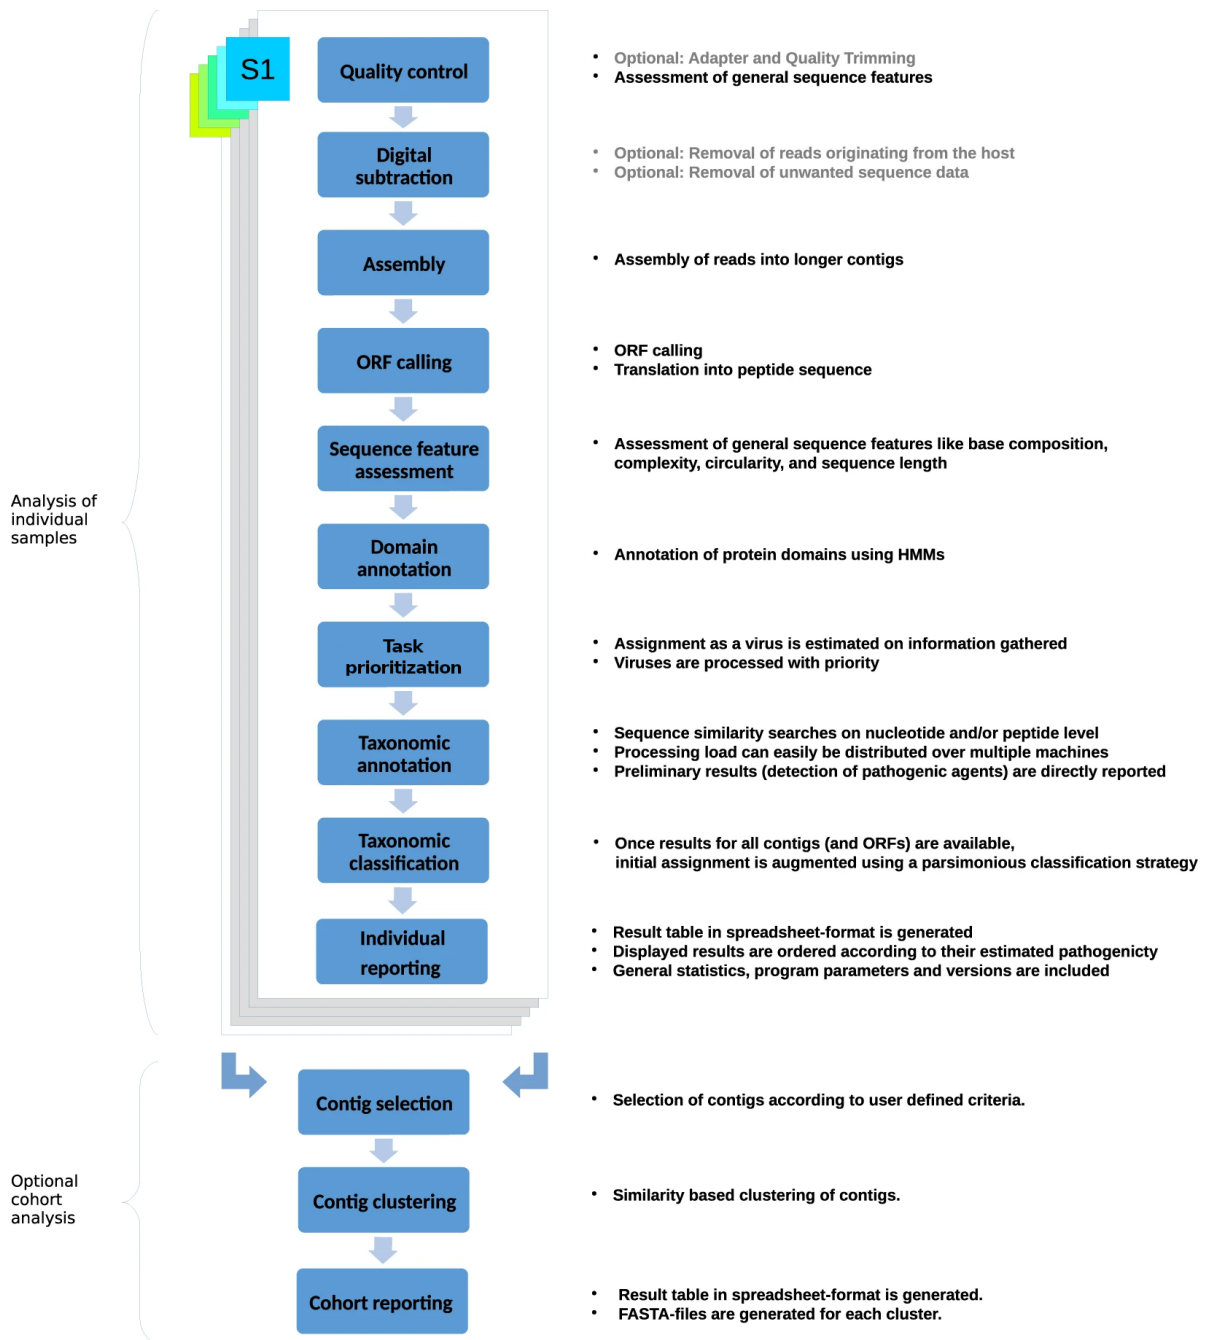 S1
Quality control
• Optional: Adapter and Quality Trimming
• Assessment of general sequence features
Digital
subtraction
• Optional: Removal of reads originating from the host
• Optional: Removal of unwanted sequence data
Assembly
• Assembly of reads into longer contigs
ORF calling
• ORF calling
• Translation into peptide sequence
Sequence feature
assessment
• Assessment of general sequence features like base composition,
complexity, circularity, and sequence length
Analysis of
individual
samples
Domain
annotation
• Annotation of protein domains using HMMs
Task
prioritization
• Assignment as a virus is estimated on information gathered
• Viruses are processed with priority
Taxonomic
annotation
• Sequence similarity searches on nucleotide and/or peptide level
• Processing load can easily be distributed over multiple machines
• Preliminary results (detection of pathogenic agents) are directly reported
Taxonomic
classification
• Once results for all contigs (and ORFs) are available,
initial assignment is augmented using a parsimonious classification strategy
Individual
reporting
• Result table in spreadsheet-format is generated
• Displayed results are ordered according to their estimated pathogenicty
• General statistics, program parameters and versions are included
Contig selection
• Selection of contigs according to user defined criteria.
Optional
cohort
analysis
Contig clustering
• Similarity based clustering of contigs.
Cohort reporting
• Result table in spreadsheet-format is generated.
• FASTA-files are generated for each cluster.